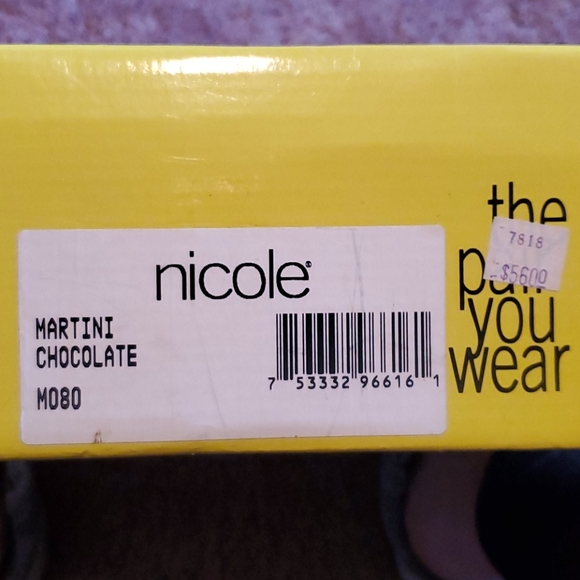 nicole®
MARTINI
CHOCOLATE
M080
7 53332 96616 1
the
7818
$5600
you
wear